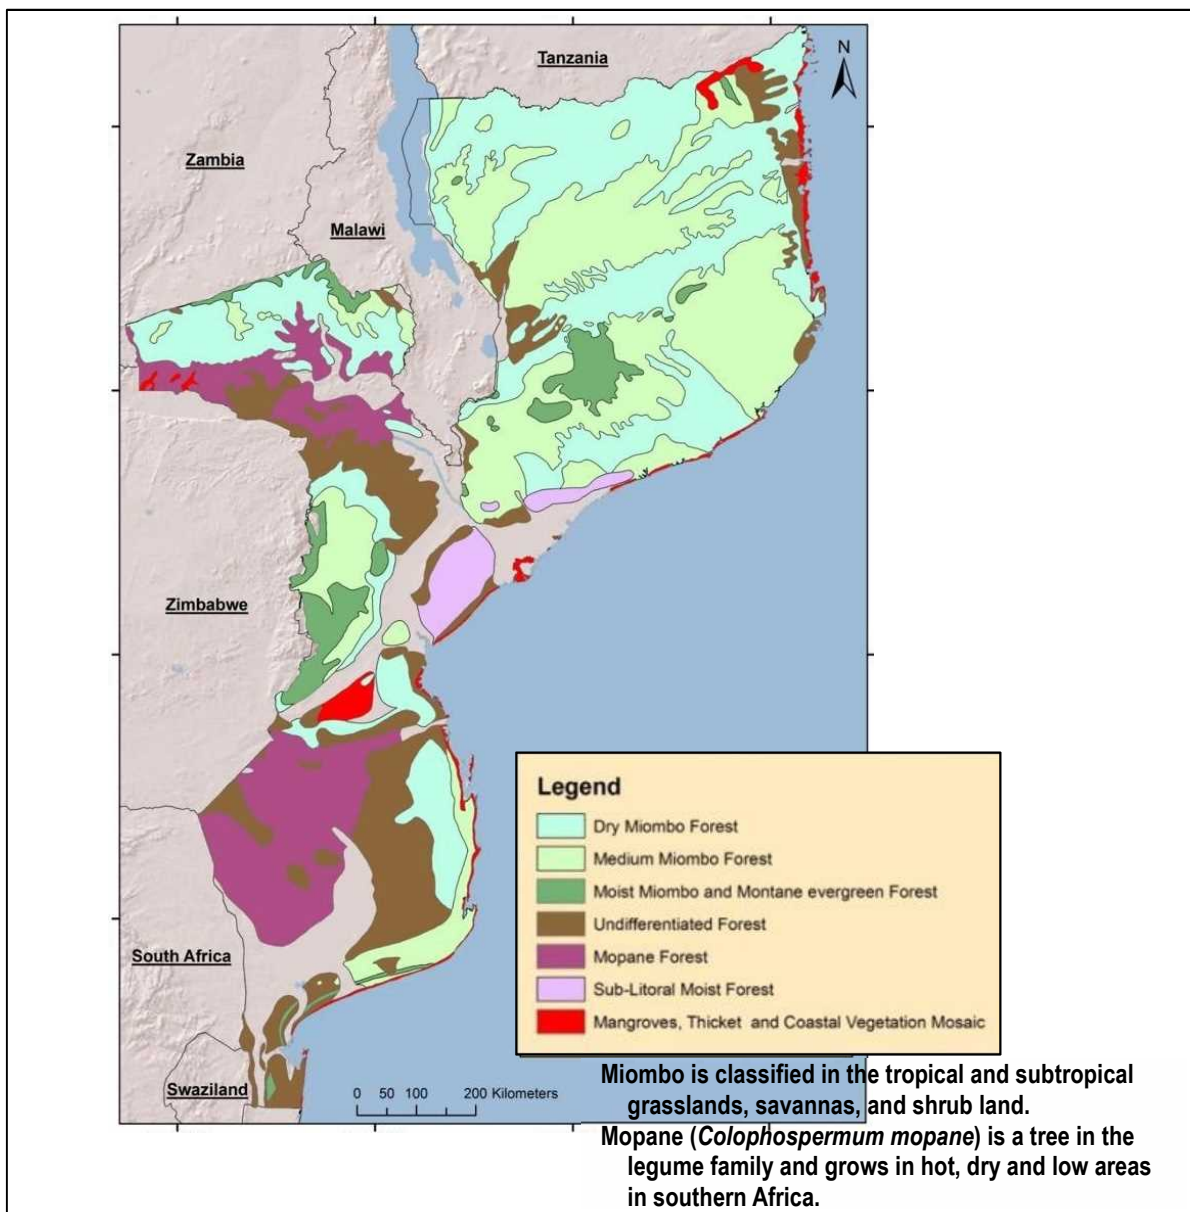 Tanzania
N
Zambia
Malawi
Zimbabwe
South Africa
Swaziland
Legend
Dry Miombo Forest
Medium Miombo Forest
Moist Miombo and Montane evergreen Forest
Undifferentiated Forest
Mopane Forest
Sub-Litoral Moist Forest
Mangroves, Thicket and Coastal Vegetation Mosaic
0 50 100 200 Kilometers
Miombo is classified in the tropical and subtropical
grasslands, savannas, and shrub land.
Mopane (Colophospermum mopane) is a tree in the
legume family and grows in hot, dry and low areas
in southern Africa.